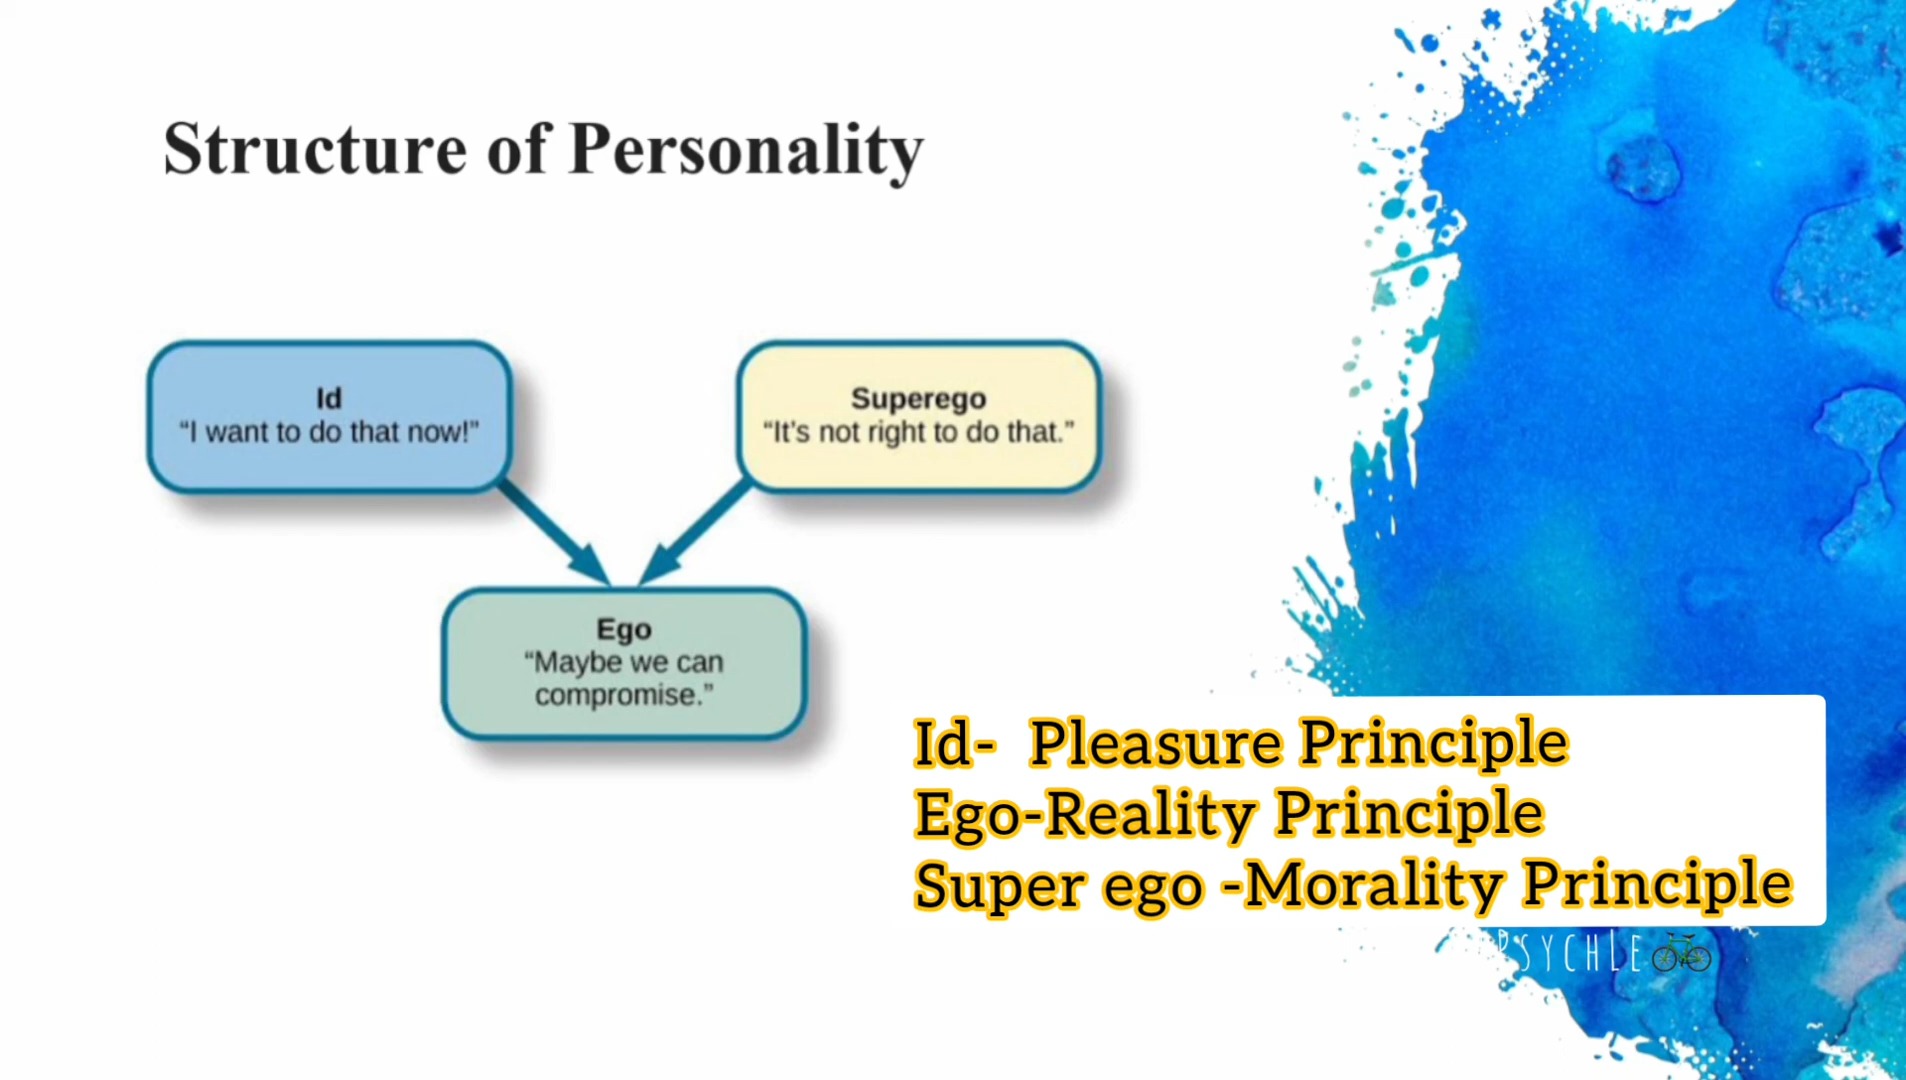 Structure of Personality
Id
“I want to do that now!”
Superego
“It's not right to do that.”
Ego
“Maybe we can
compromise.”
Id- Pleasure Principle
Ego-Reality Principle
Super ego -Morality Principle
PSYCHLE